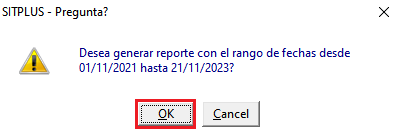 SITPLUS - Pregunta?
Desea generar reporte con el rango de fechas desde
01/11/2021 hasta 21/11/2023?
OK
Cancel